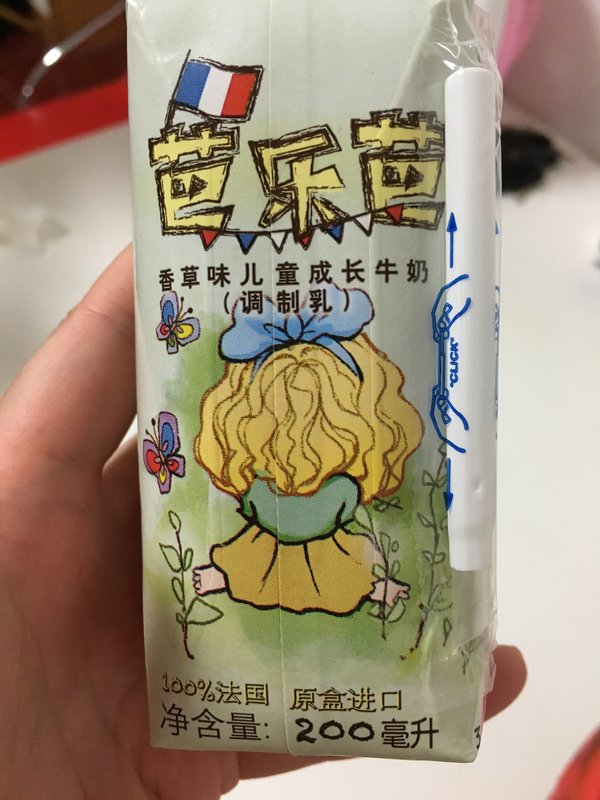 芭乐芭
香草味儿童成长牛奶
（调制乳）
"CLICK"
100%法国 原盒进口
净含量: 200毫升